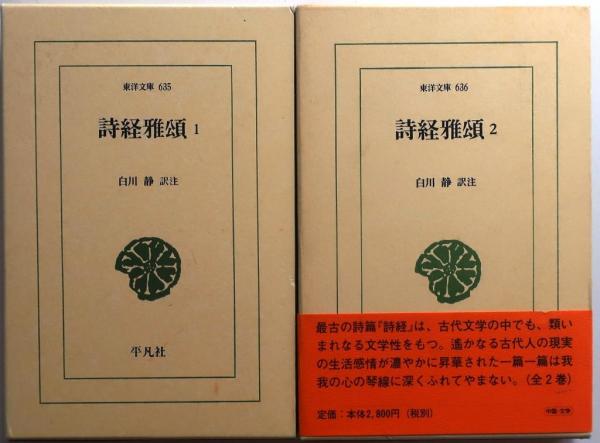 東洋文庫 635
詩経雅頌 1
白川 静 訳注
平凡社
東洋文庫 636
詩経雅頌 2
白川 静 訳注
最古の詩篇『詩経』は、古代文学の中でも、類い
まれなる文学性をもつ。遙かなる古代人の現実
の生活感情が濃やかに昇華された一篇一篇は我
我の心の琴線に深くふれてやまない。(全2巻)
定価:本体2,800円(税別)
中国・文学